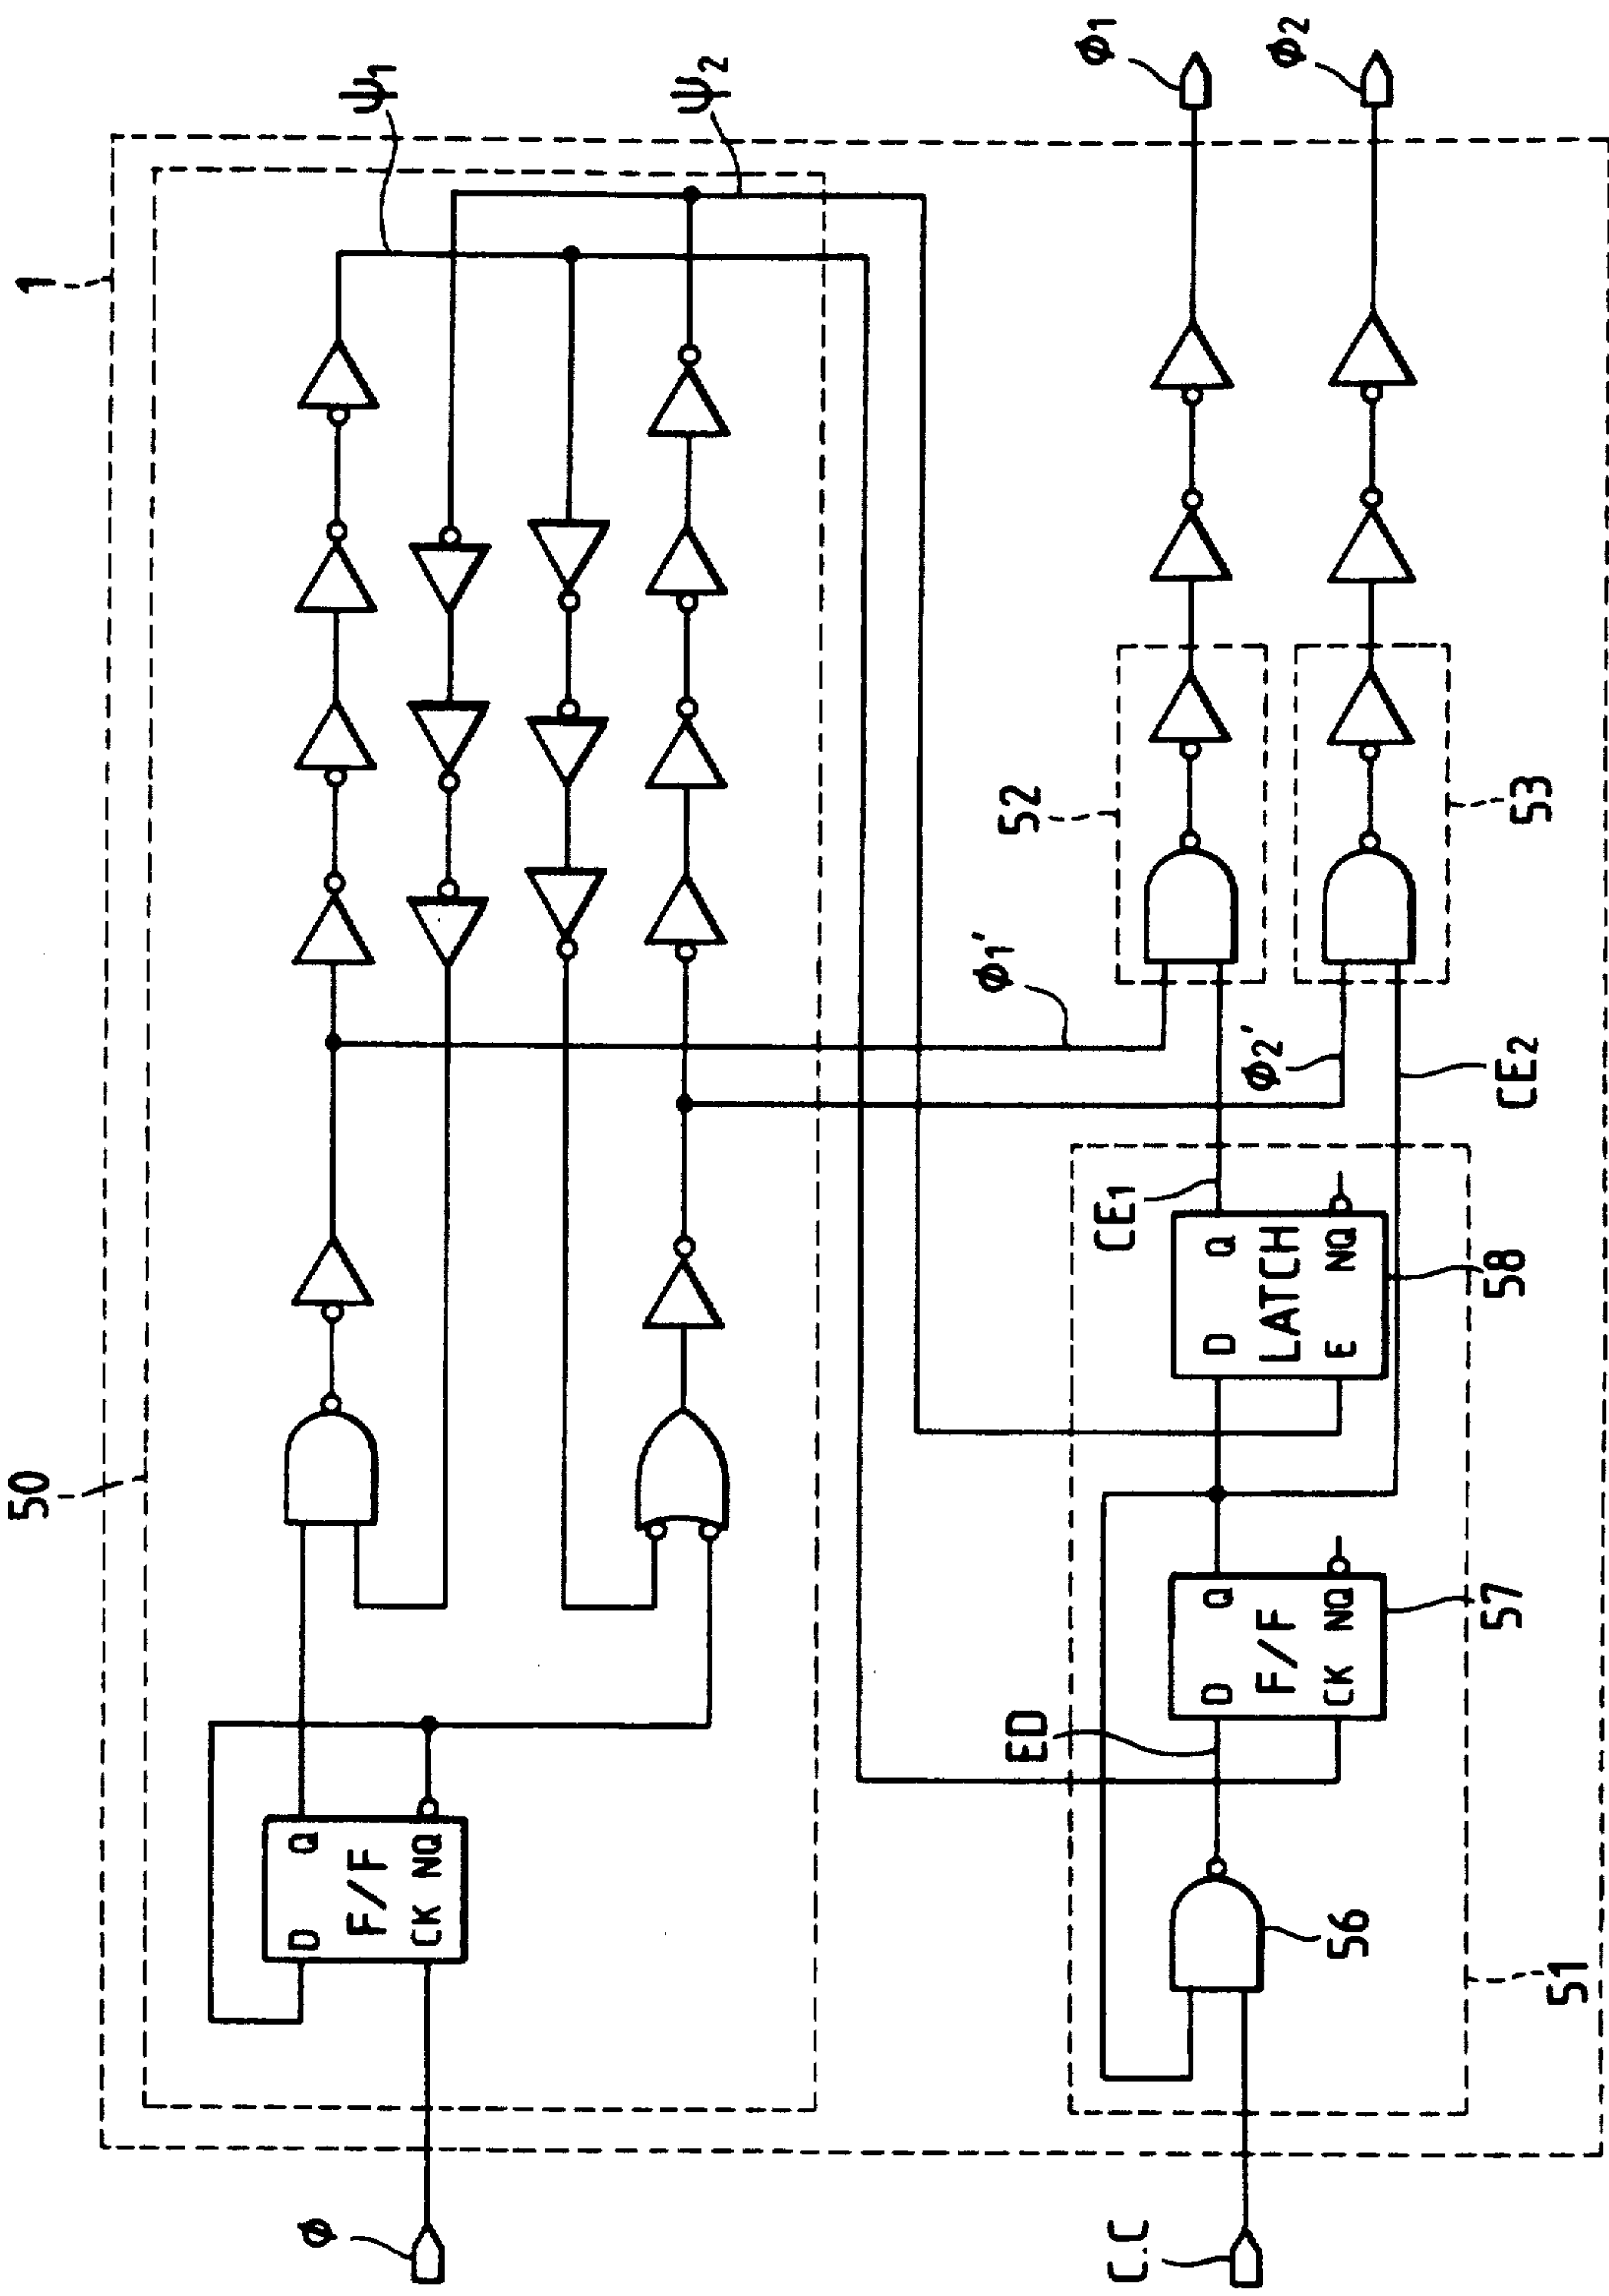 1
50
Ψ1
Ψ2
D Q
F/F
CK NQ
Φ
Φ1'
Φ2'
52
53
Φ1
Φ2
CE1
CE2
ED
D Q
F/F
CK NQ
57
D Q
LATCH
E NQ
58
56
51
C.C